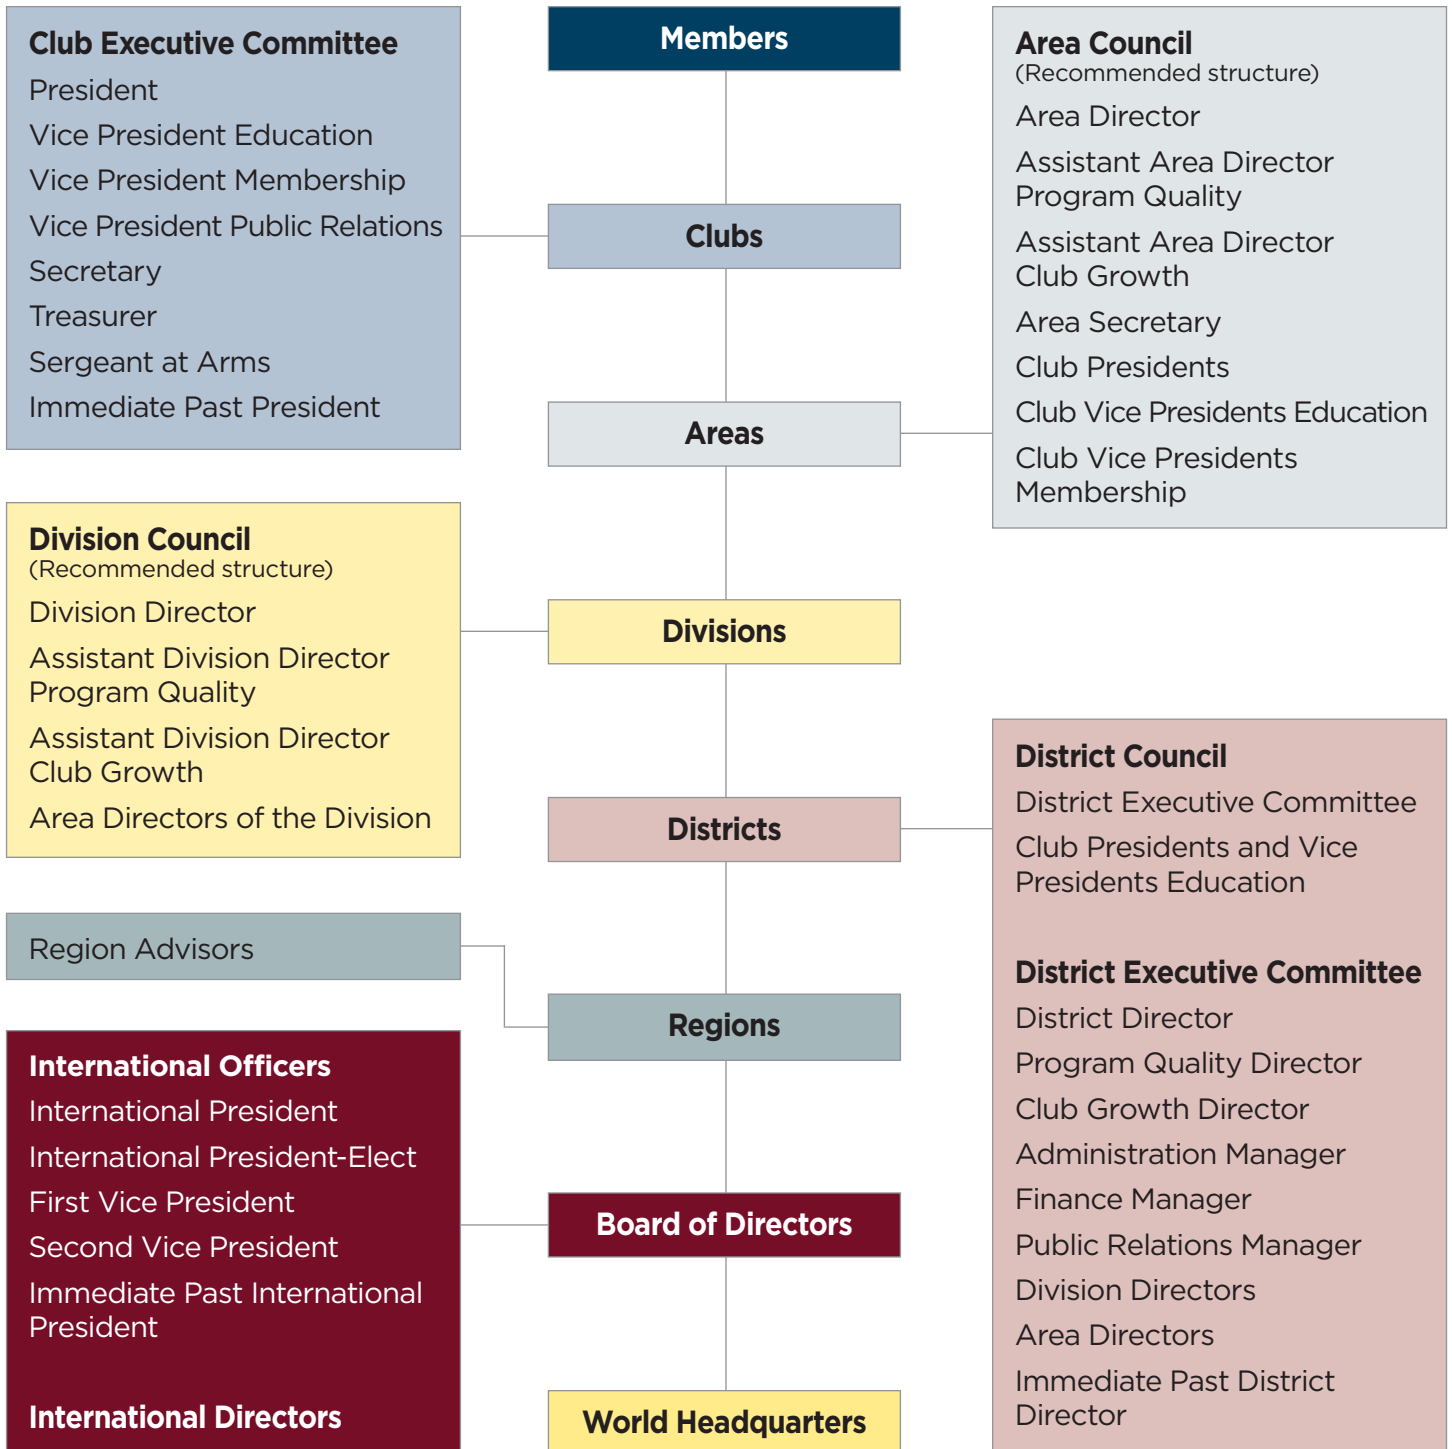 Club Executive Committee
President
Vice President Education
Vice President Membership
Vice President Public Relations
Secretary
Treasurer
Sergeant at Arms
Immediate Past President
Members
Clubs
Areas
Area Council
(Recommended structure)
Area Director
Assistant Area Director
Program Quality
Assistant Area Director
Club Growth
Area Secretary
Club Presidents
Club Vice Presidents Education
Club Vice Presidents
Membership
Division Council
(Recommended structure)
Division Director
Assistant Division Director
Program Quality
Assistant Division Director
Club Growth
Area Directors of the Division
Divisions
Districts
District Council
District Executive Committee
Club Presidents and Vice
Presidents Education
District Executive Committee
District Director
Program Quality Director
Club Growth Director
Administration Manager
Finance Manager
Public Relations Manager
Division Directors
Area Directors
Immediate Past District
Director
Region Advisors
Regions
International Officers
International President
International President-Elect
First Vice President
Second Vice President
Immediate Past International
President
International Directors
Board of Directors
World Headquarters